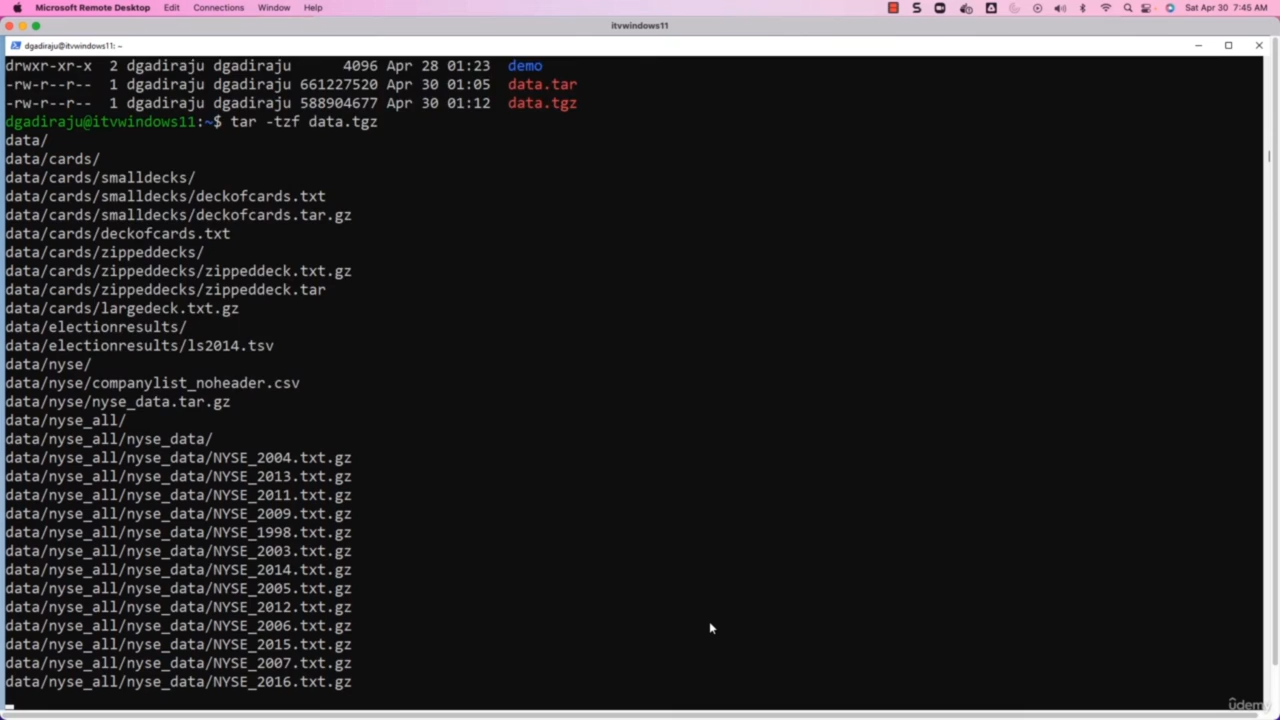 Microsoft Remote Desktop Edit Connections Window Help Sat Apr 30 7:45 AM
itvwindows11
dgadiraju@itvwindows11: ~
drwxr-xr-x 2 dgadiraju dgadiraju 4096 Apr 28 01:23 demo
-rw-r--r-- 1 dgadiraju dgadiraju 661227520 Apr 30 01:05 data.tar
-rw-r--r-- 1 dgadiraju dgadiraju 588904677 Apr 30 01:12 data.tgz
dgadiraju@itvwindows11:~$ tar -tzf data.tgz
data/
data/cards/
data/cards/smalldecks/
data/cards/smalldecks/deckofcards.txt
data/cards/smalldecks/deckofcards.tar.gz
data/cards/deckofcards.txt
data/cards/zippeddecks/
data/cards/zippeddecks/zippeddeck.txt.gz
data/cards/zippeddecks/zippeddeck.tar
data/cards/largedeck.txt.gz
data/electionresults/
data/electionresults/ls2014.tsv
data/nyse/
data/nyse/companylist_noheader.csv
data/nyse/nyse_data.tar.gz
data/nyse_all/
data/nyse_all/nyse_data/
data/nyse_all/nyse_data/NYSE_2004.txt.gz
data/nyse_all/nyse_data/NYSE_2013.txt.gz
data/nyse_all/nyse_data/NYSE_2011.txt.gz
data/nyse_all/nyse_data/NYSE_2009.txt.gz
data/nyse_all/nyse_data/NYSE_1998.txt.gz
data/nyse_all/nyse_data/NYSE_2003.txt.gz
data/nyse_all/nyse_data/NYSE_2014.txt.gz
data/nyse_all/nyse_data/NYSE_2005.txt.gz
data/nyse_all/nyse_data/NYSE_2012.txt.gz
data/nyse_all/nyse_data/NYSE_2006.txt.gz
data/nyse_all/nyse_data/NYSE_2015.txt.gz
data/nyse_all/nyse_data/NYSE_2007.txt.gz
data/nyse_all/nyse_data/NYSE_2016.txt.gz
ûdemy